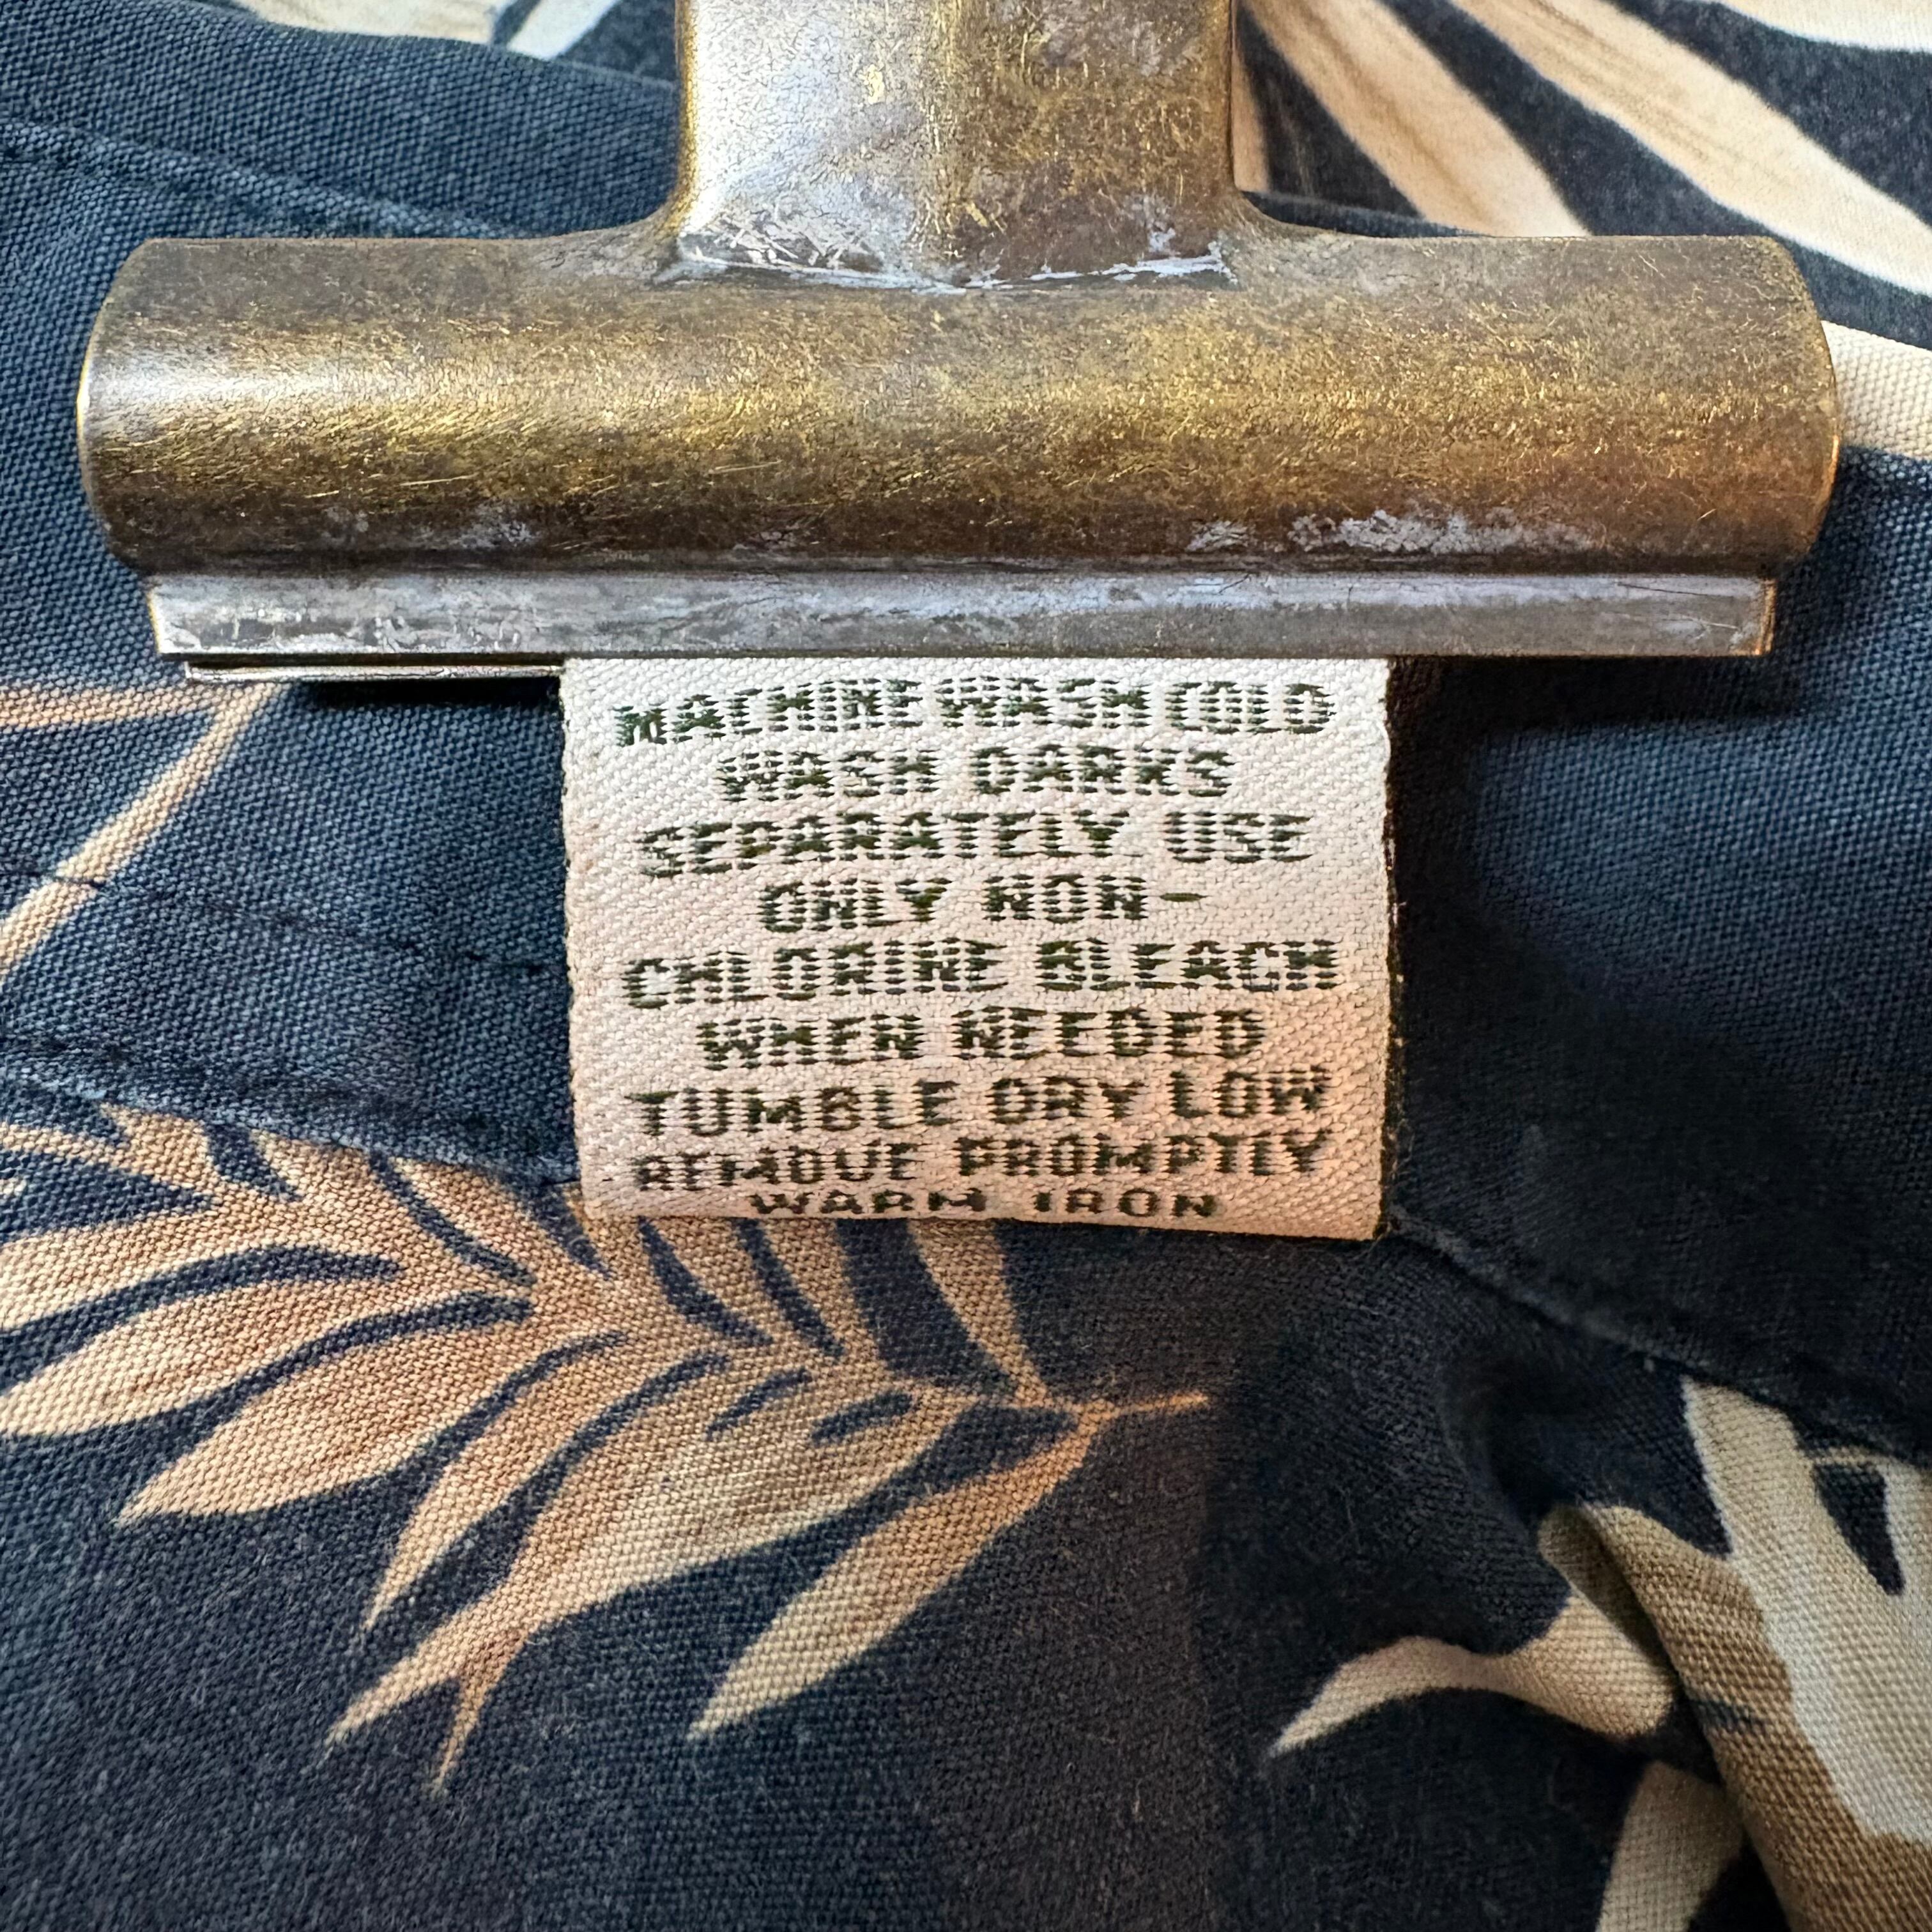 MACHINE WASH COLD
WASH DARKS
SEPARATELY USE
ONLY NON-
CHLORINE BLEACH
WHEN NEEDED
TUMBLE DRY LOW
REMOVE PROMPTLY
WARM IRON